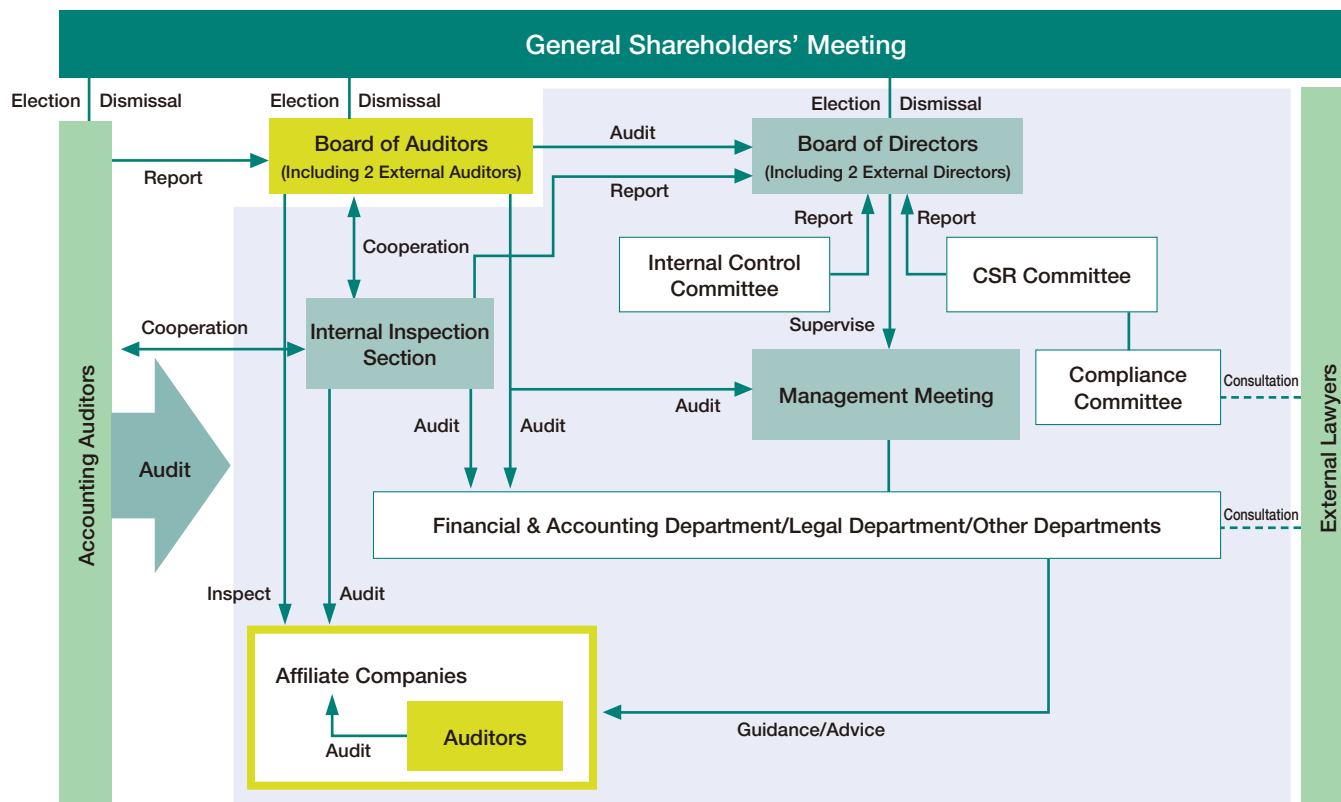 General Shareholders' Meeting
Election Dismissal
Election Dismissal
Election Dismissal
Board of Auditors
(Including 2 External Auditors)
Audit
Board of Directors
(Including 2 External Directors)
Report
Report
Report
Report
Cooperation
Internal Control
Committee
CSR Committee
Cooperation
Internal Inspection
Section
Supervise
Management Meeting
Compliance
Committee
Consultation
Audit
Audit
Audit
Audit
Accounting Auditors
External Lawyers
Financial & Accounting Department/Legal Department/Other Departments
Consultation
Inspect
Audit
Affiliate Companies
Auditors
Audit
Guidance/Advice